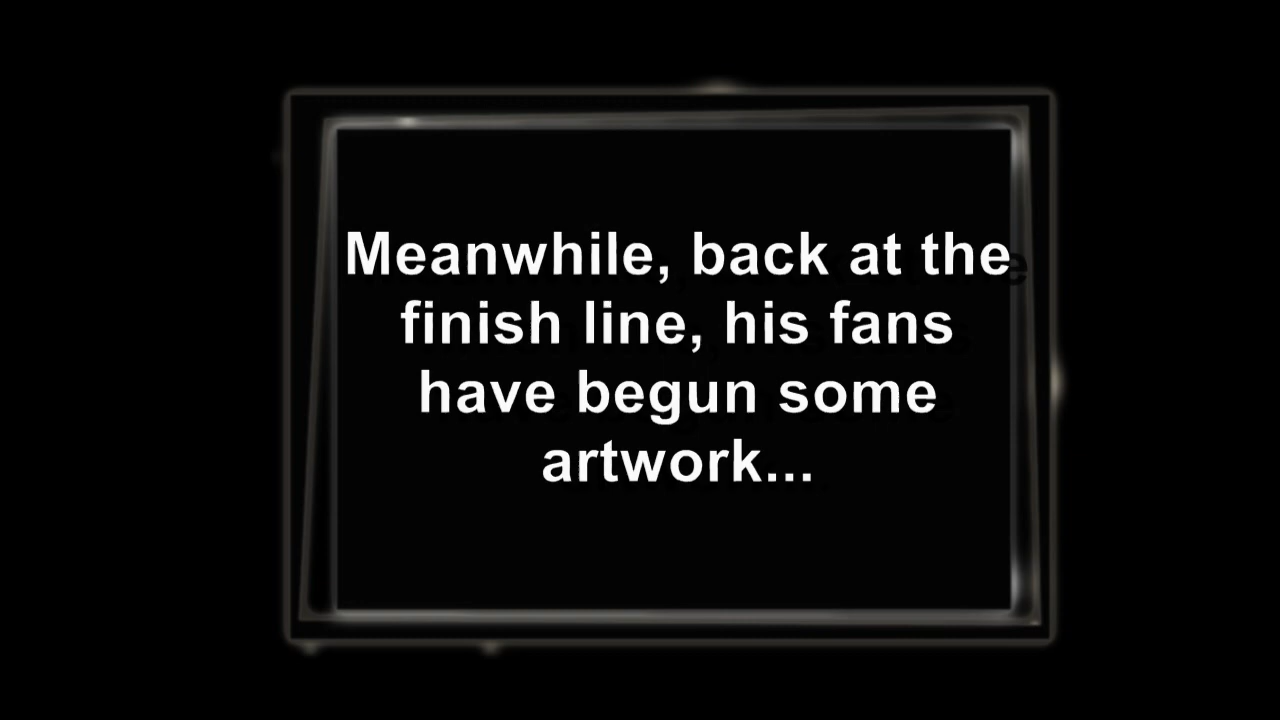 Meanwhile, back at the
finish line, his fans
have begun some
artwork...